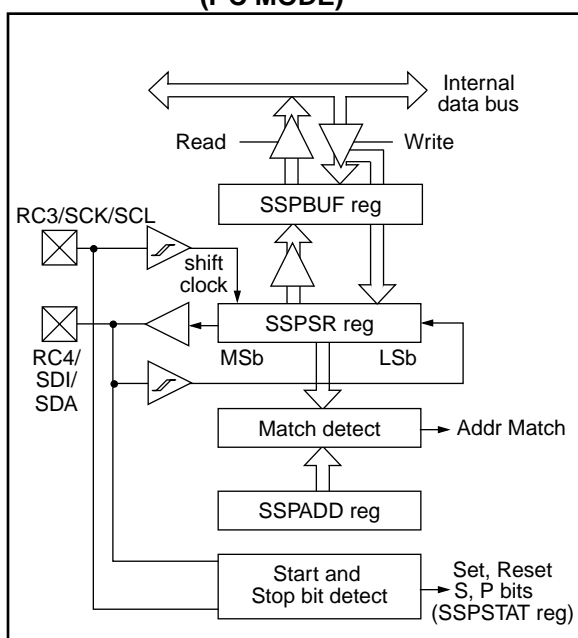 (I²C MODE)
Internal
data bus
Read
Write
SSPBUF reg
RC3/SCK/SCL
shift
clock
SSPSR reg
MSb
LSb
RC4/
SDI/
SDA
Match detect
Addr Match
SSPADD reg
Start and
Stop bit detect
Set, Reset
S, P bits
(SSPSTAT reg)